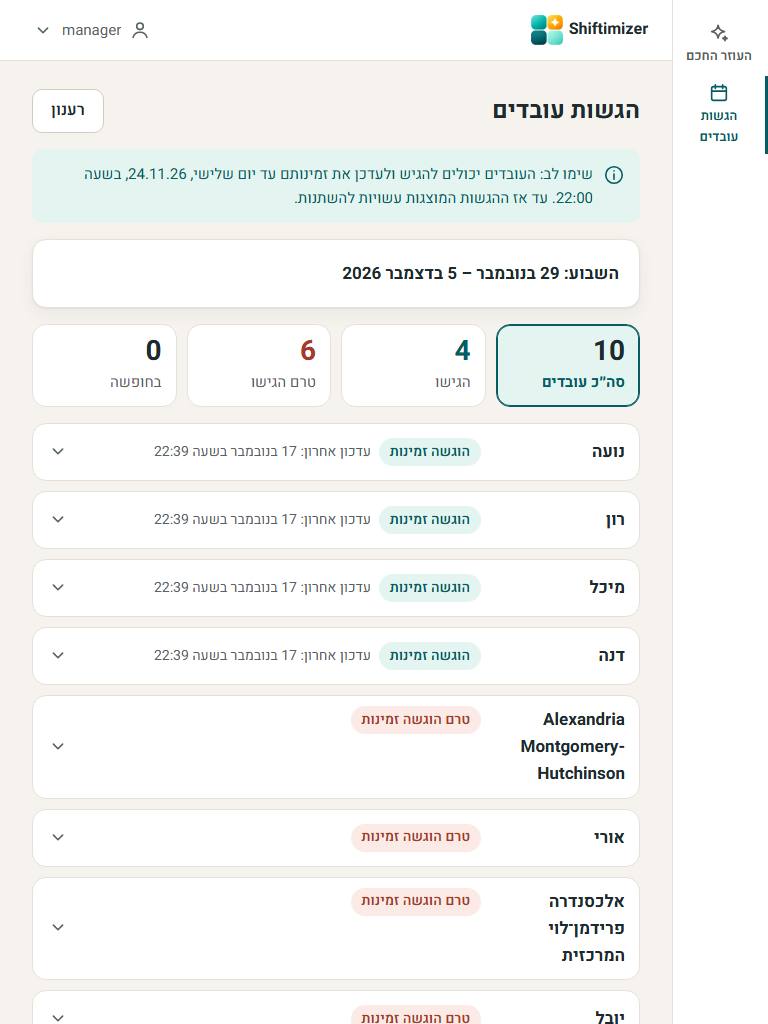 Shiftimizer
manager
העוזר החכם
הגשות
עובדים
הגשות עובדים
רענון
שימו לב: העובדים יכולים להגיש ולעדכן את זמינותם עד יום שלישי, 24.11.26, בשעה
22:00. עד אז ההגשות המוצגות עשויות להשתנות.
השבוע: 29 בנובמבר – 5 בדצמבר 2026
10
סה״כ עובדים
4
הגישו
6
טרם הגישו
0
בחופשה
נועה
הוגשה זמינות
עדכון אחרון: 17 בנובמבר בשעה 22:39
רון
הוגשה זמינות
עדכון אחרון: 17 בנובמבר בשעה 22:39
מיכל
הוגשה זמינות
עדכון אחרון: 17 בנובמבר בשעה 22:39
דנה
הוגשה זמינות
עדכון אחרון: 17 בנובמבר בשעה 22:39
Alexandria
Montgomery-
Hutchinson
טרם הוגשה זמינות
אורי
טרם הוגשה זמינות
אלכסנדרה
פרידמן־לוי
המרכזית
טרם הוגשה זמינות
יובל
טרם הוגשה זמינות